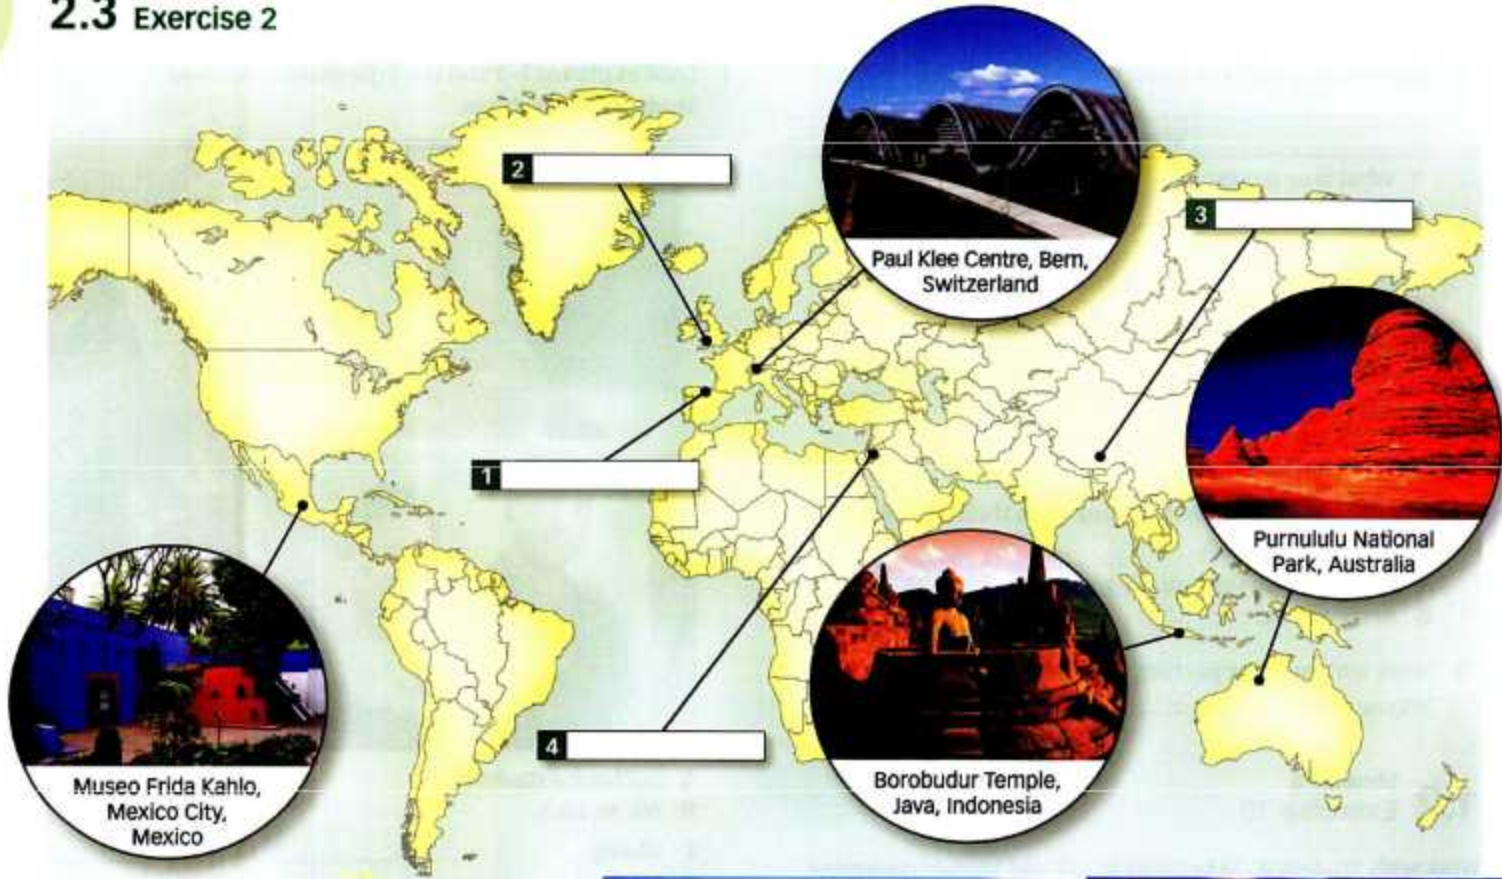 2.3 Exercise 2
2
Paul Klee Centre, Bern,
Switzerland
3
1
Purnululu National
Park, Australia
4
Museo Frida Kahlo,
Mexico City,
Mexico
Borobudur Temple,
Java, Indonesia